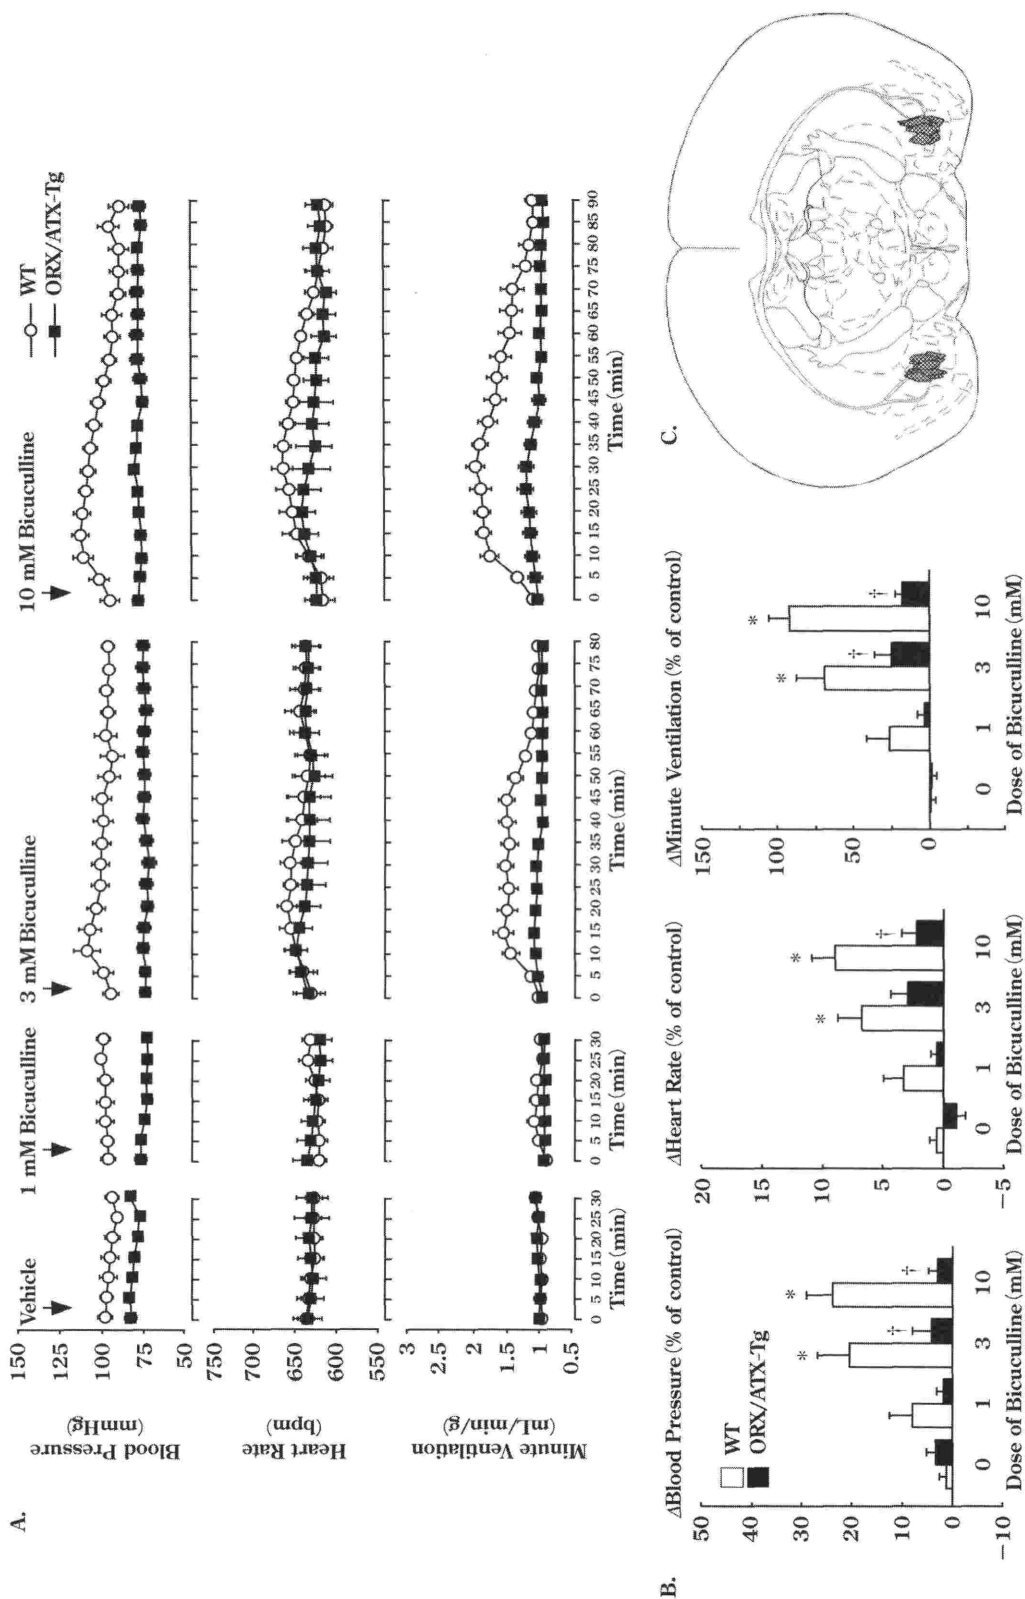 A.
Blood Pressure
(mmHg)
150
125
100
75
50
Vehicle
1 mM Bicuculline
3 mM Bicuculline
10 mM Bicuculline
WT
ORX/ATX-Tg
Heart Rate
(bpm)
750
700
650
600
550
Minute Ventilation
(mL/min/g)
3
2.5
2
1.5
1
0.5
0 5 10 15 20 25 30
Time (min)
0 5 10 15 20 25 30
Time (min)
0 5 10 15 20 25 30 35 40 45 50 55 60 65 70 75 80
Time (min)
0 5 10 15 20 25 30 35 40 45 50 55 60 65 70 75 80 85 90
Time (min)
B.
ΔBlood Pressure (% of control)
50
40
30
20
10
0
−10
WT
ORX/ATX-Tg
* †
* †
0 1 3 10
Dose of Bicuculline (mM)
ΔHeart Rate (% of control)
20
15
10
5
0
−5
*
* †
0 1 3 10
Dose of Bicuculline (mM)
ΔMinute Ventilation (% of control)
150
100
50
0
* †
* †
0 1 3 10
Dose of Bicuculline (mM)
C.